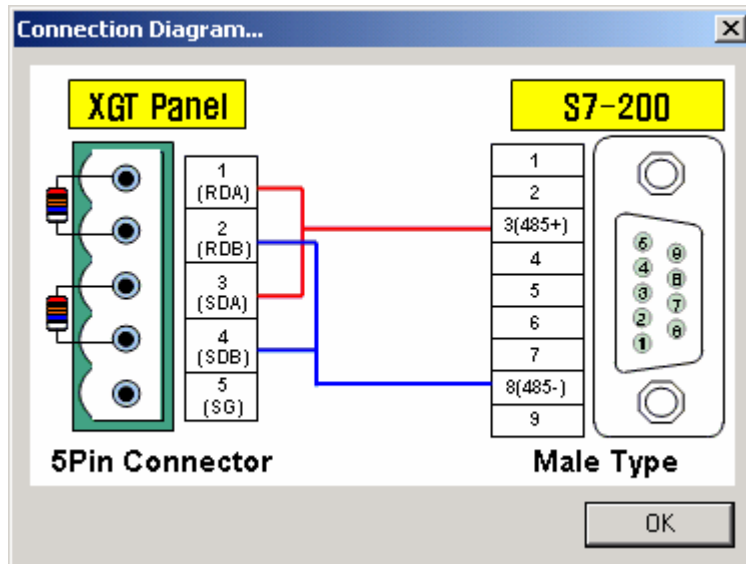 Connection Diagram...
XGT Panel
S7-200
1
(RDA)
2
(RDB)
3
(SDA)
4
(SDB)
5
(SG)
1
2
3(485+)
4
5
6
7
8(485-)
9
5
4
3
2
1
9
8
7
6
5Pin Connector
Male Type
OK